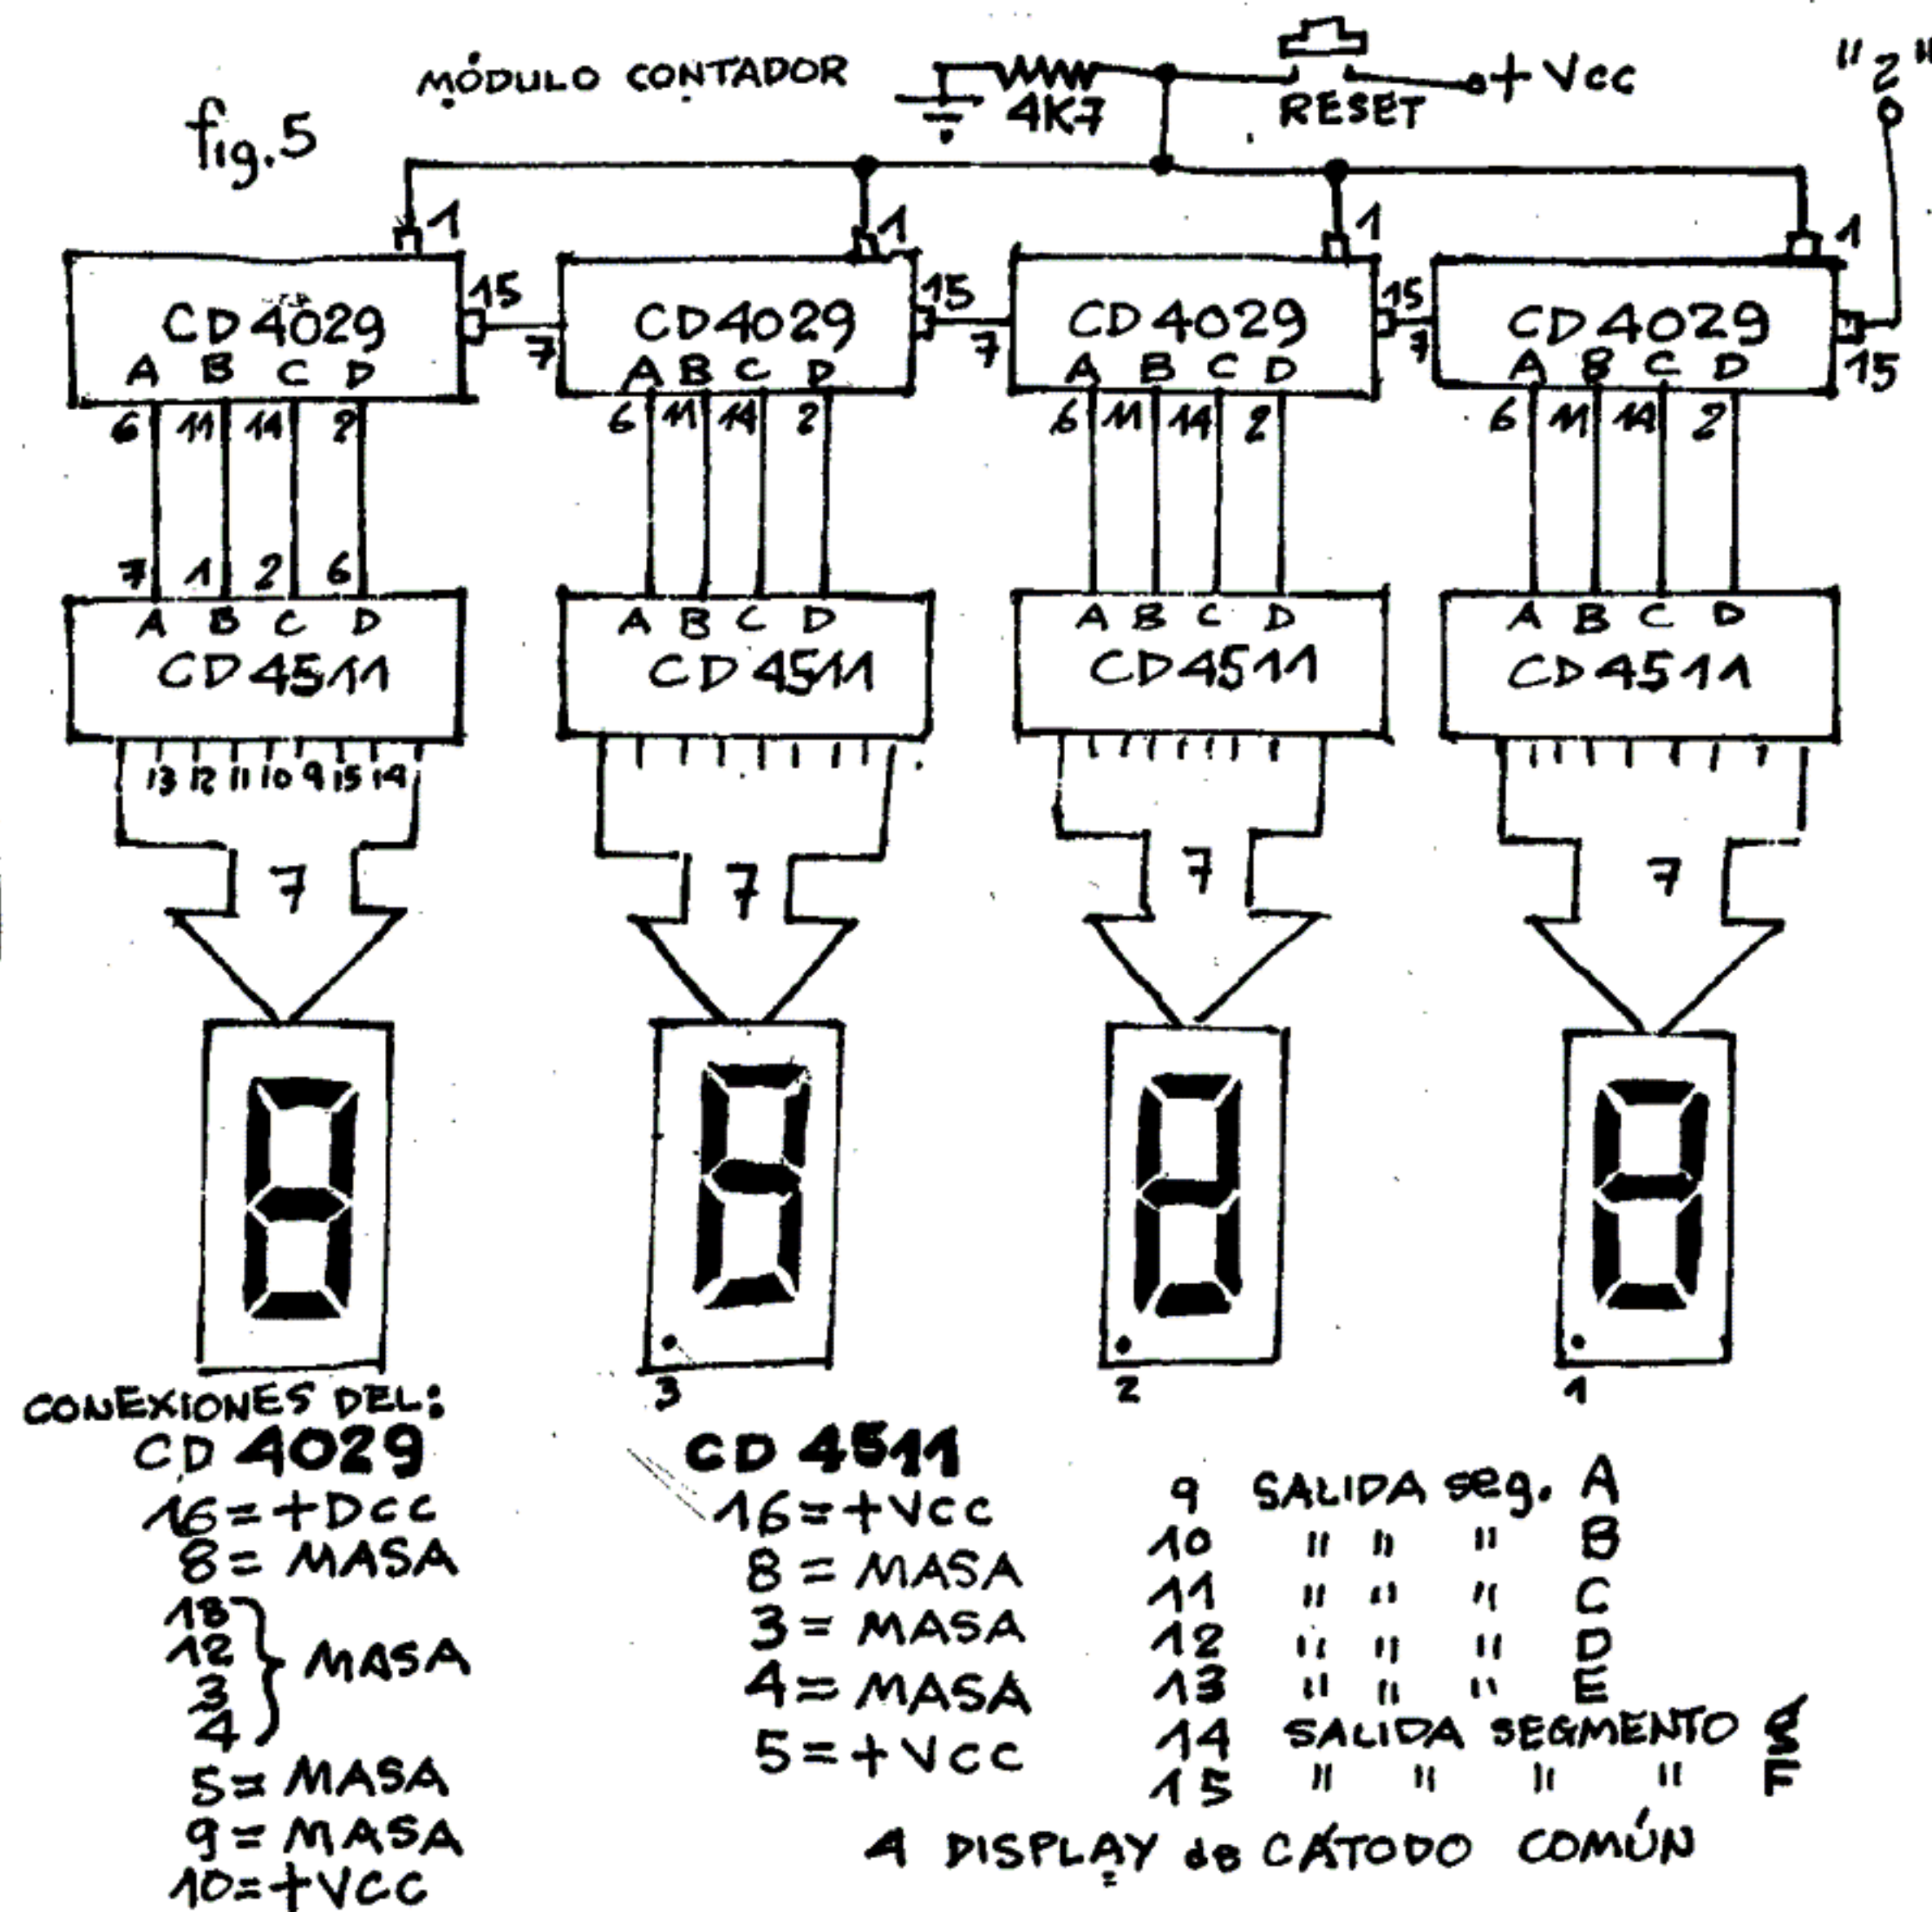 fig.5
MÓDULO CONTADOR
4K7
RESET
+ Vcc
"2"
1 1 1 1
CD4029 15 7 CD4029 15 7 CD4029 15 7 CD4029 15
A B C D A B C D A B C D A B C D
6 11 14 2 6 11 14 2 6 11 14 2 6 11 14 2
7 1 2 6
A B C D A B C D A B C D A B C D
CD4511 CD4511 CD4511 CD4511
13 12 11 10 9 15 14
7 7 7 7
3 2 1
CONEXIONES DEL:
CD 4029
16=+Dcc
8= MASA
13
12
3
4
MASA
5= MASA
9= MASA
10=+VCC
CD 4511
16=+VCC
8= MASA
3= MASA
4= MASA
5=+VCC
9 SALIDA seg. A
10 " " " B
11 " " " C
12 " " " D
13 " " " E
14 SALIDA SEGMENTO g
15 " " " " F
4 DISPLAY de CÁTODO COMÚN